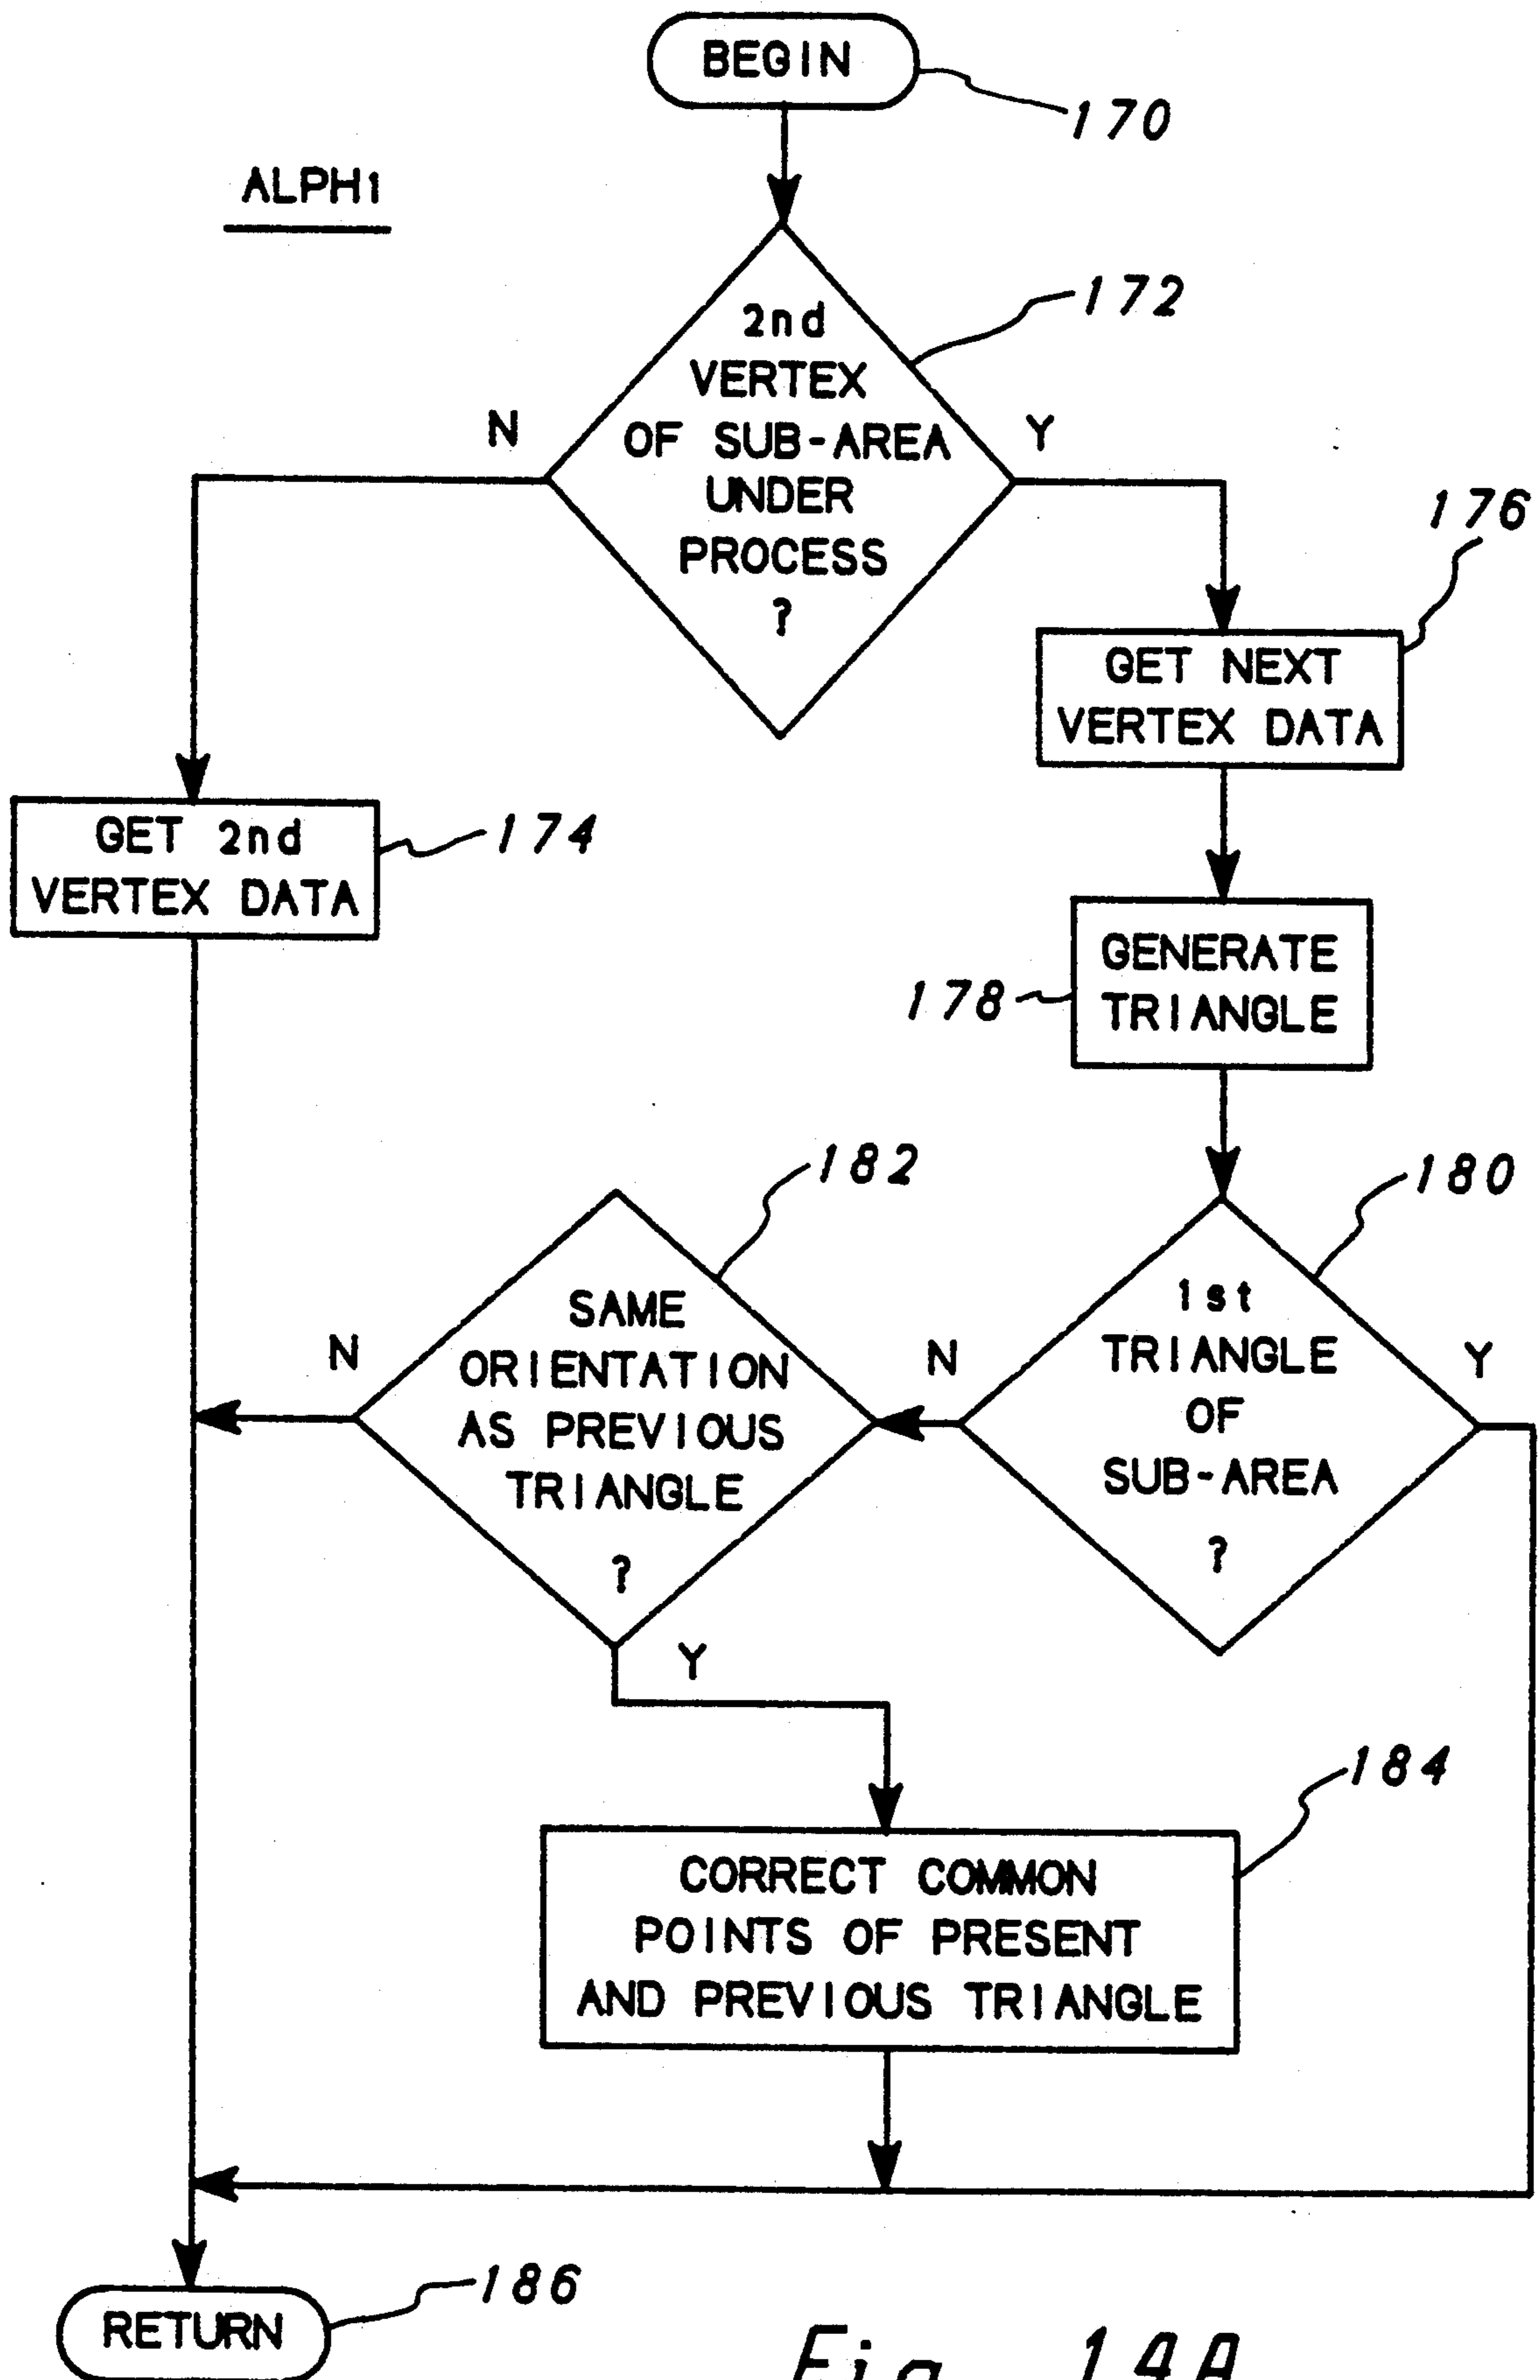 BEGIN
170
ALPH1
172
2nd
VERTEX
OF SUB-AREA
UNDER
PROCESS
?
N
Y
176
GET NEXT
VERTEX DATA
GET 2nd
VERTEX DATA
174
GENERATE
TRIANGLE
178
182
180
SAME
ORIENTATION
AS PREVIOUS
TRIANGLE
?
N
Y
1st
TRIANGLE
OF
SUB-AREA
?
N
Y
184
CORRECT COMMON
POINTS OF PRESENT
AND PREVIOUS TRIANGLE
RETURN
186
Fig. 14A